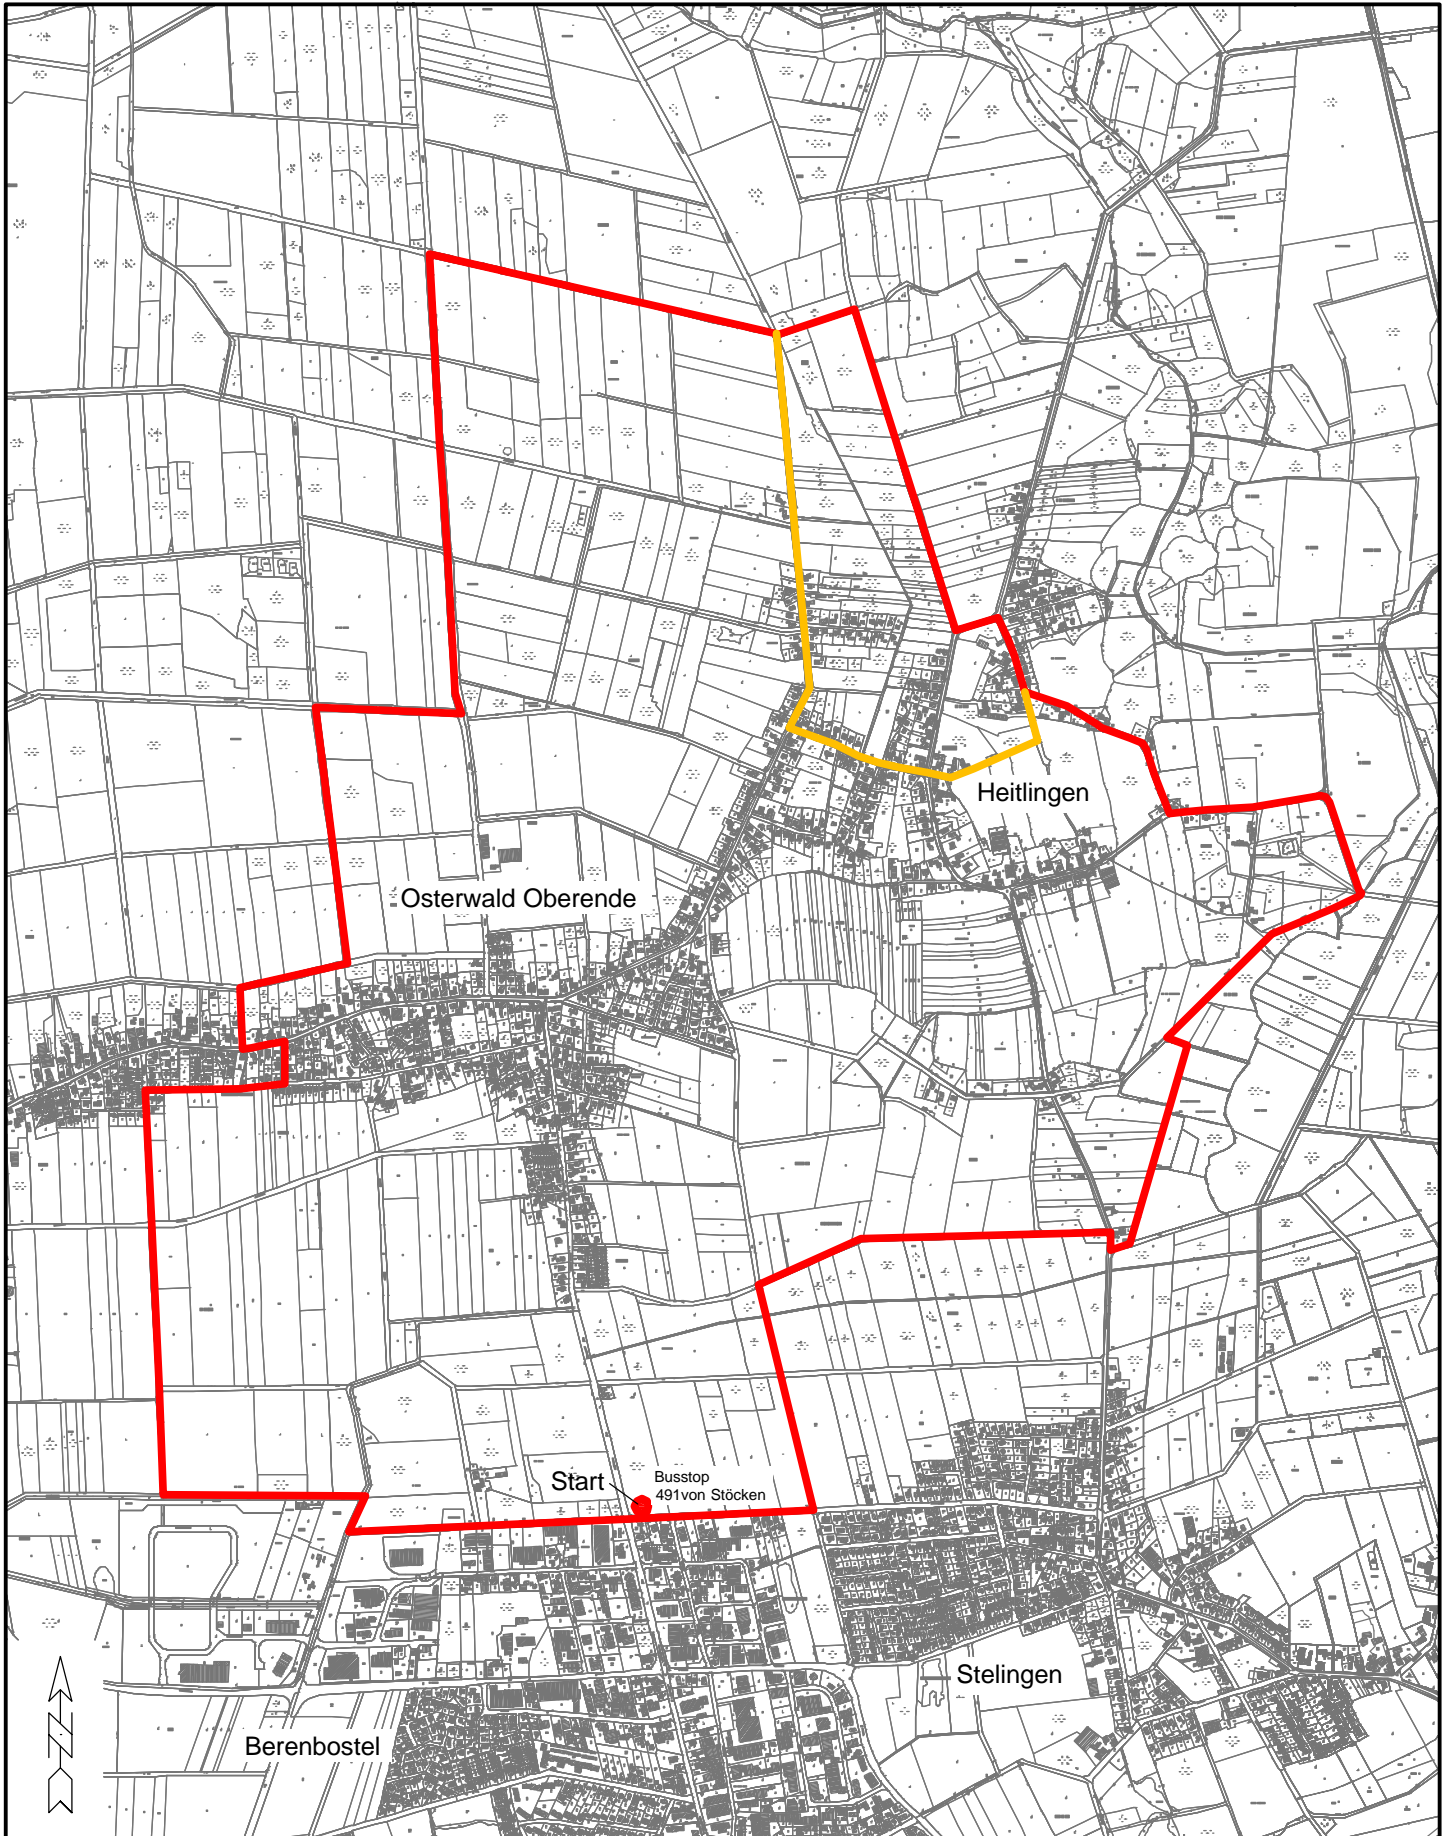 Heitlingen
Osterwald Oberende
Start
Busstop
491von Stöcken
Stelingen
Berenbostel
N